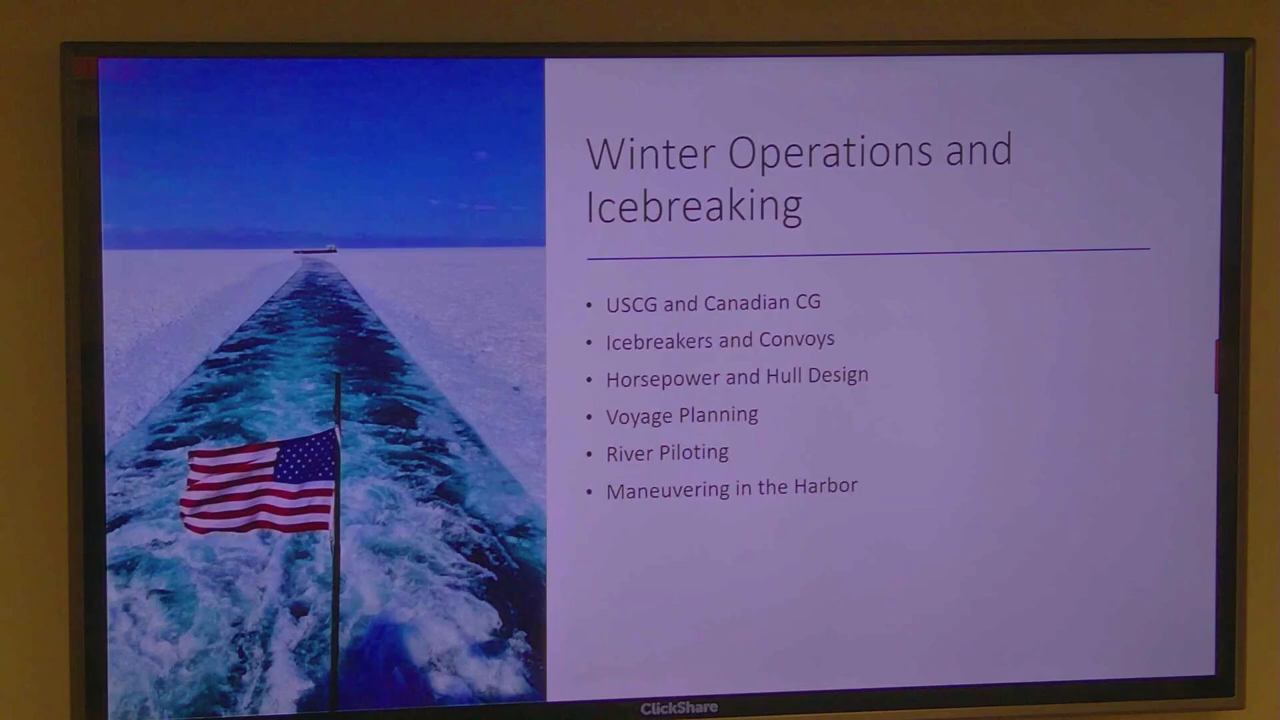 Winter Operations and
Icebreaking
• USCG and Canadian CG
• Icebreakers and Convoys
• Horsepower and Hull Design
• Voyage Planning
• River Piloting
• Maneuvering in the Harbor
ClickShare